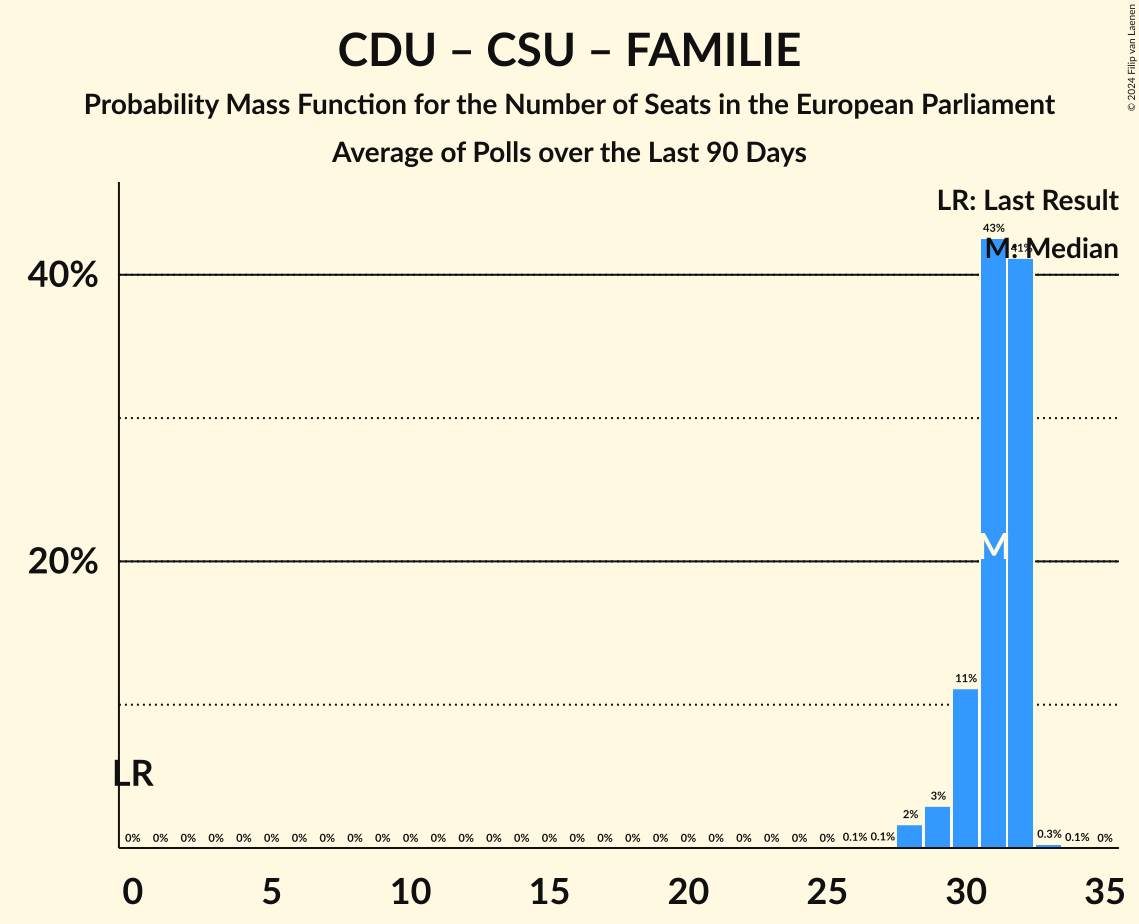 CDU – CSU – FAMILIE
Probability Mass Function for the Number of Seats in the European Parliament
Average of Polls over the Last 90 Days
© 2024 Filip van Laenen
LR: Last Result
M: Median
43%
41%
40%
20%
M
11%
LR
3%
2%
0% 0% 0% 0% 0% 0% 0% 0% 0% 0% 0% 0% 0% 0% 0% 0% 0% 0% 0% 0% 0% 0% 0% 0% 0% 0% 0.1% 0.1% 0.3% 0.1% 0%
0 5 10 15 20 25 30 35